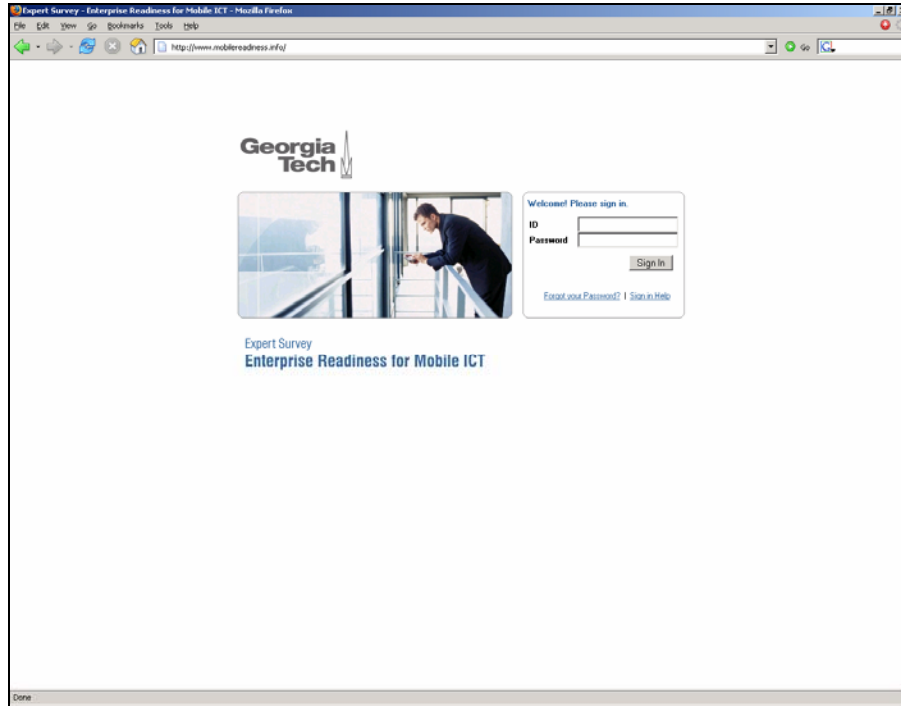 Expert Survey - Enterprise Readiness for Mobile ICT - Mozilla Firefox
File Edit View Go Bookmarks Tools Help
http://www.mobilereadiness.info/
Go
Georgia
Tech
Welcome! Please sign in.
ID
Password
Sign In
Forgot your Password? | Sign in Help
Expert Survey
Enterprise Readiness for Mobile ICT
Done